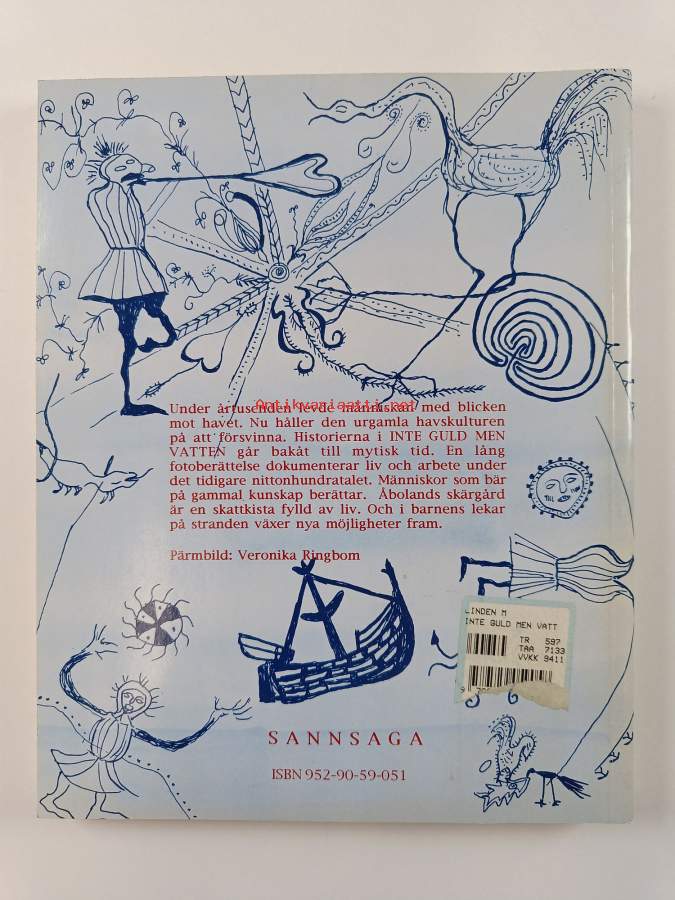 Antikvariaatti.net
Under årtusenden levde människan med blicken
mot havet. Nu håller den urgamla havskulturen
på att försvinna. Historierna i INTE GULD MEN
VATTEN går bakåt till mytisk tid. En lång
fotoberättelse dokumenterar liv och arbete under
det tidigare nittonhundratalet. Människor som bär
på gammal kunskap berättar. Åbolands skärgård
är en skattkista fylld av liv. Och i barnens lekar
på stranden växer nya möjligheter fram.
Pärmbild: Veronika Ringbom
LINDEN M
INTE GULD MEN VATT
TR 597
TAA 7133
VVKK 9411
SANNSAGA
ISBN 952-90-59-051